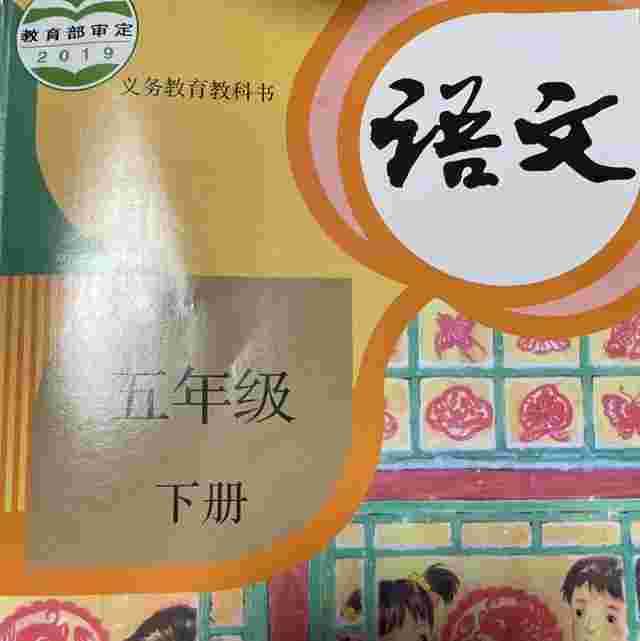 教育部审定
2019
义务教育教科书
语文
五年级
下册